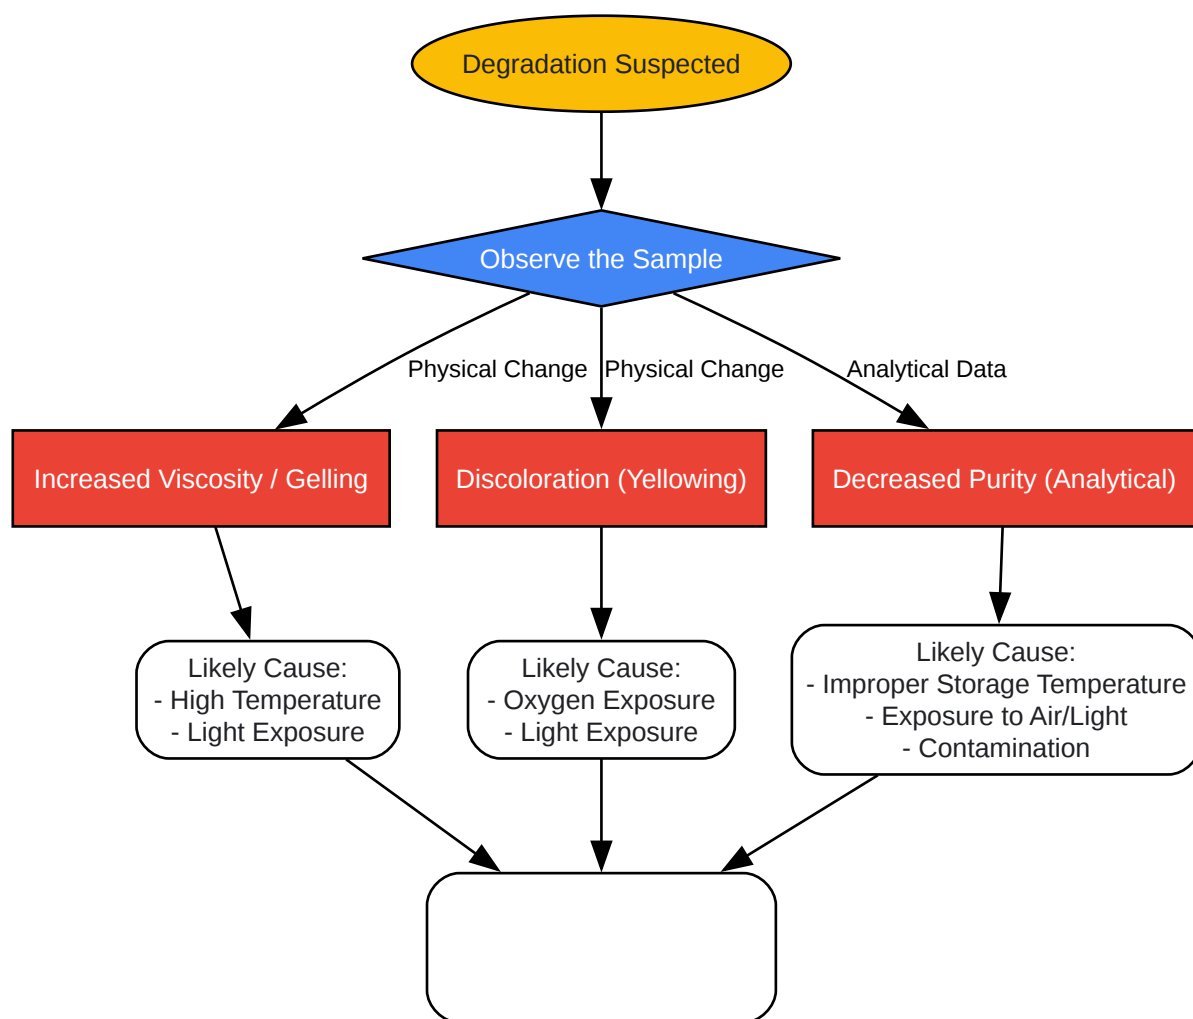 Degradation Suspected
Observe the Sample
Physical Change
Physical Change
Analytical Data
Increased Viscosity / Gelling
Discoloration (Yellowing)
Decreased Purity (Analytical)
Likely Cause:
- High Temperature
- Light Exposure
Likely Cause:
- Oxygen Exposure
- Light Exposure
Likely Cause:
- Improper Storage Temperature
- Exposure to Air/Light
- Contamination